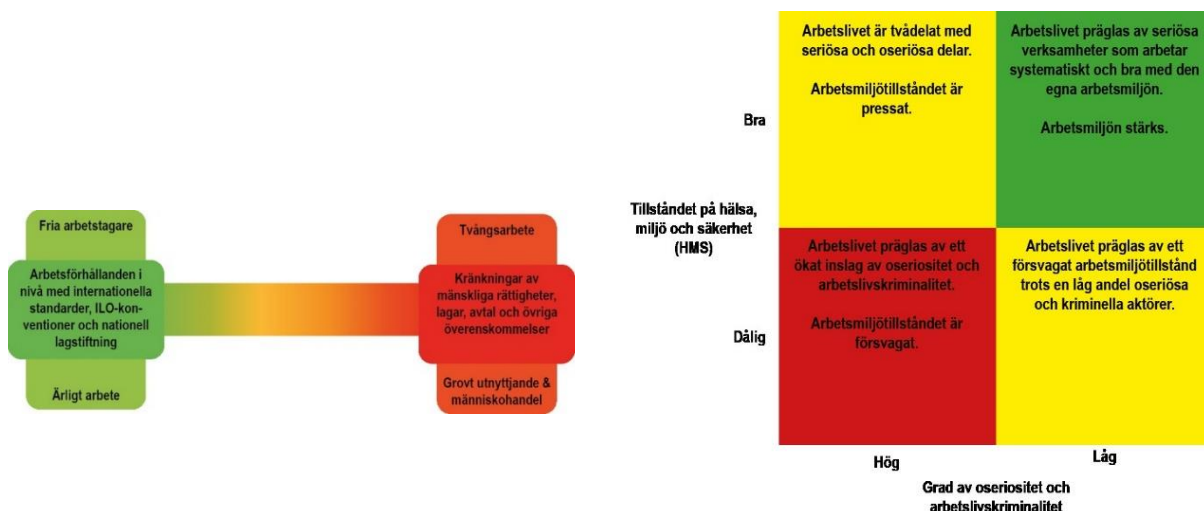 Fria arbetstagare
Arbetsförhållanden i
nivå med internationella
standarder, ILO-kon-
ventioner och nationell
lagstiftning
Ärligt arbete
Tvångsarbete
Kränkningar av
mänskliga rättigheter,
lagar, avtal och övriga
överenskommelser
Grovt utnyttjande &
människohandel
Tillståndet på hälsa,
miljö och säkerhet
(HMS)
Bra
Arbetslivet är tvådelat med
seriösa och oseriösa delar.
Arbetsmiljötillståndet är
pressat.
Arbetslivet präglas av seriösa
verksamheter som arbetar
systematiskt och bra med den
egna arbetsmiljön.
Arbetsmiljön stärks.
Dålig
Arbetslivet präglas av ett
ökat inslag av oseriositet och
arbetslivskriminalitet.
Arbetsmiljötillståndet är
försvagat.
Arbetslivet präglas av ett
försvagat arbetsmiljötillstånd
trots en låg andel oseriösa
och kriminella aktörer.
Hög
Låg
Grad av oseriositet och
arbetslivskriminalitet